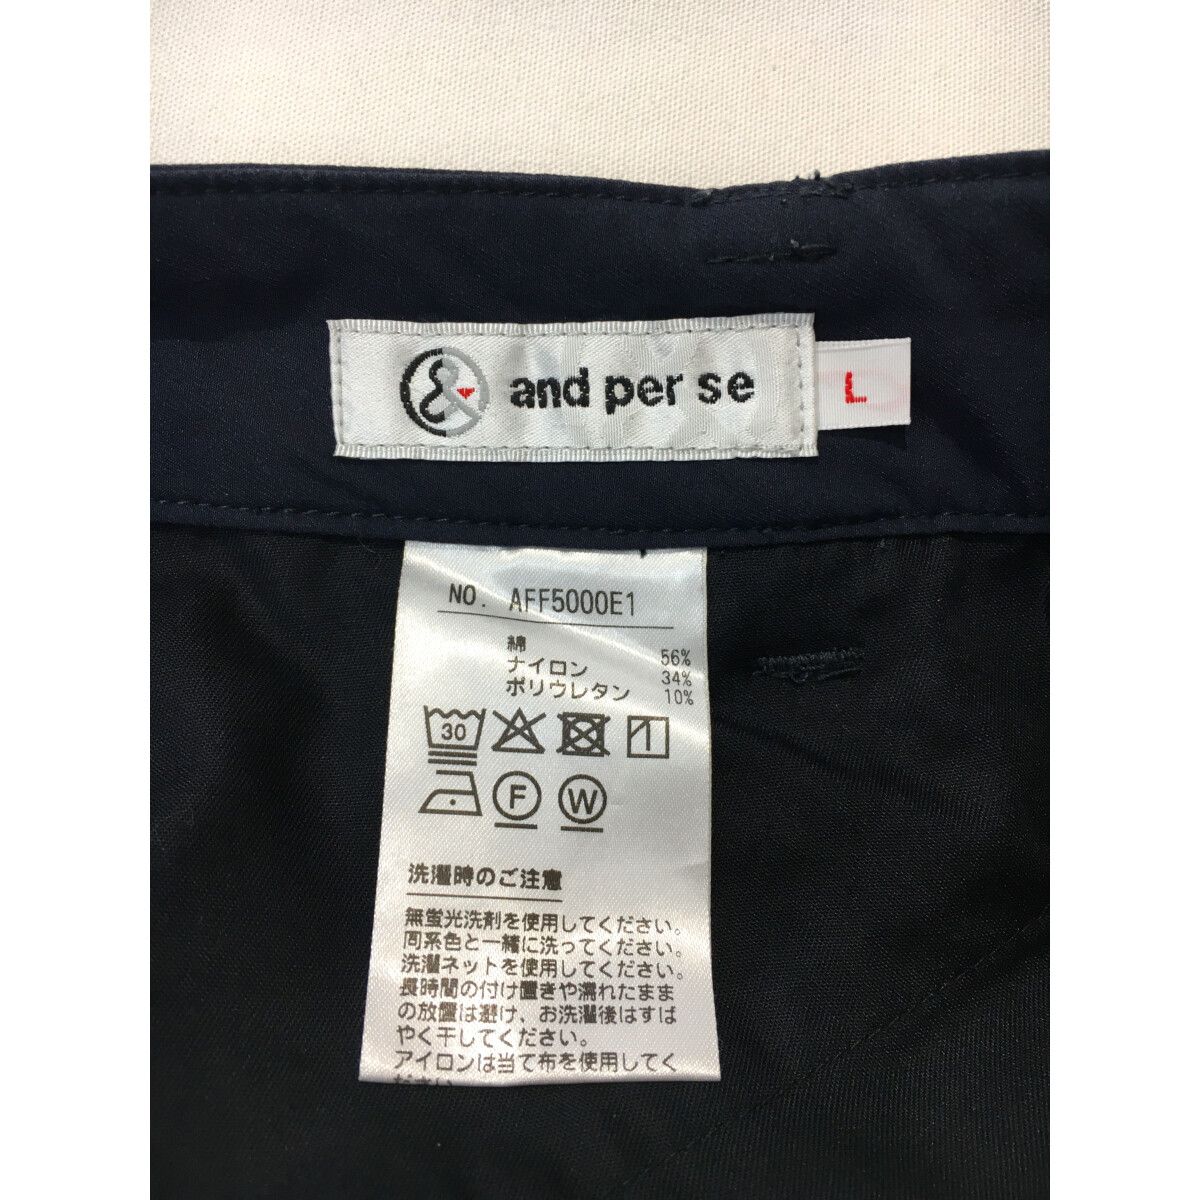 and per se
L
NO. AFF5000E1
綿 56%
ナイロン 34%
ポリウレタン 10%
30
F W
洗濯時のご注意
無蛍光洗剤を使用してください。
同系色と一緒に洗ってください。
洗濯ネットを使用してください。
長時間の付け置きや濡れたまま
の放置は避け、お洗濯後はすば
やく干してください。
アイロンは当て布を使用してく
ださい。